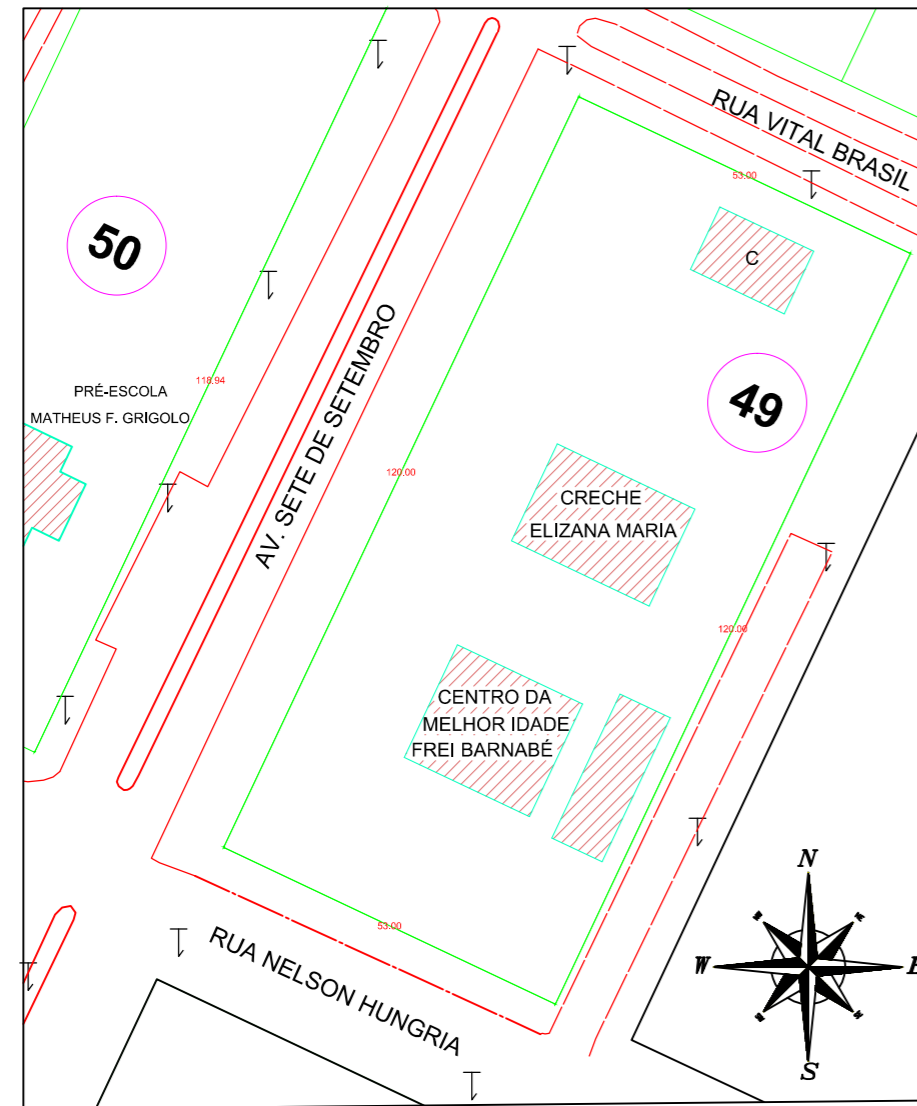 RUA VITAL BRASIL
53.00
C
50
AV. SETE DE SETEMBRO
118.94
PRÉ-ESCOLA
MATHEUS F. GRIGOLO
49
120.00
CRECHE
ELIZANA MARIA
120.00
CENTRO DA
MELHOR IDADE
FREI BARNABÉ
53.00
RUA NELSON HUNGRIA
N
W
E
S